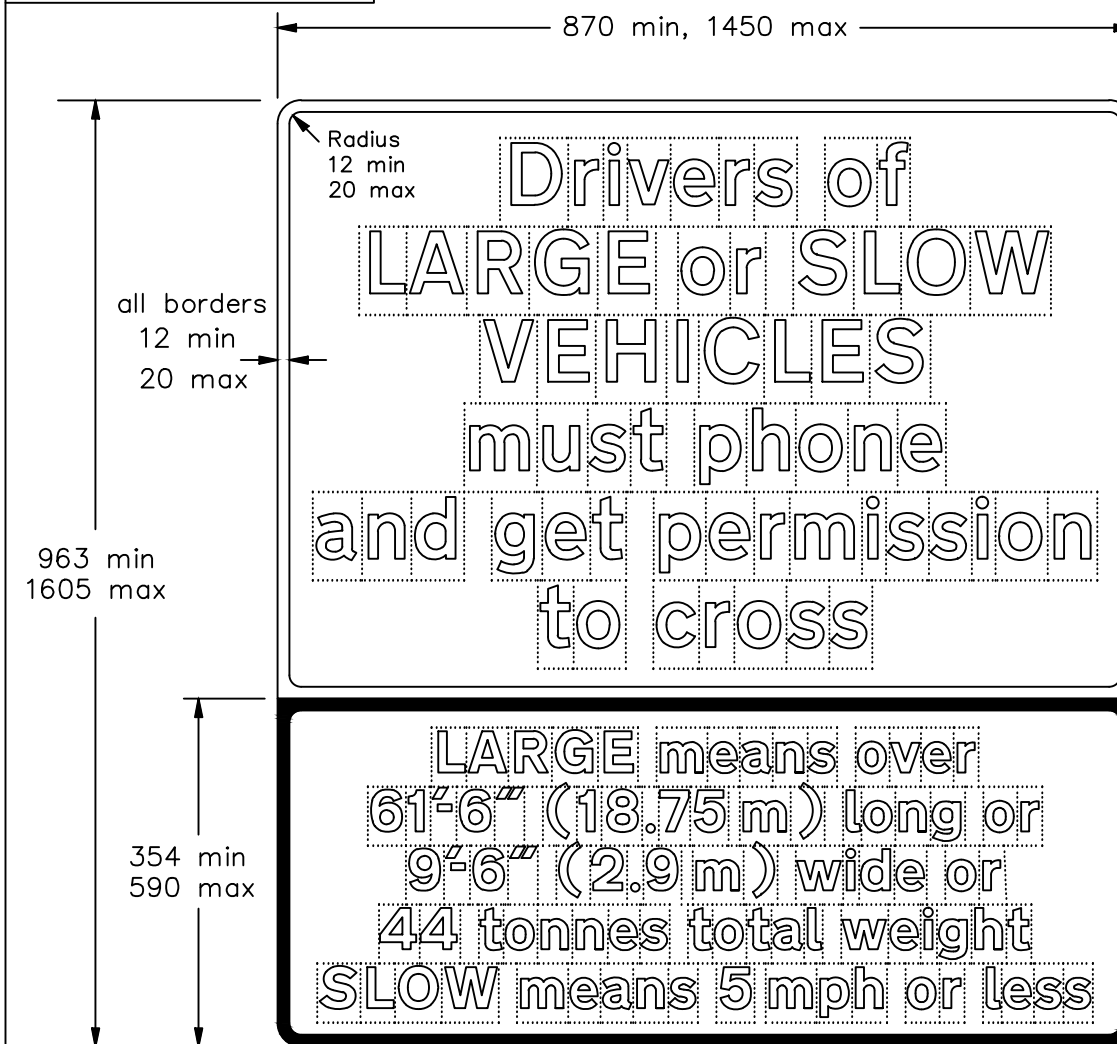 870 min, 1450 max
Radius
12 min
20 max
Drivers of
LARGE or SLOW
VEHICLES
must phone
and get permission
to cross
all borders
12 min
20 max
963 min
1605 max
LARGE means over
61'-6" (18.75 m) long or
9'-6" (2.9 m) wide or
44 tonnes total weight
SLOW means 5 mph or less
354 min
590 max